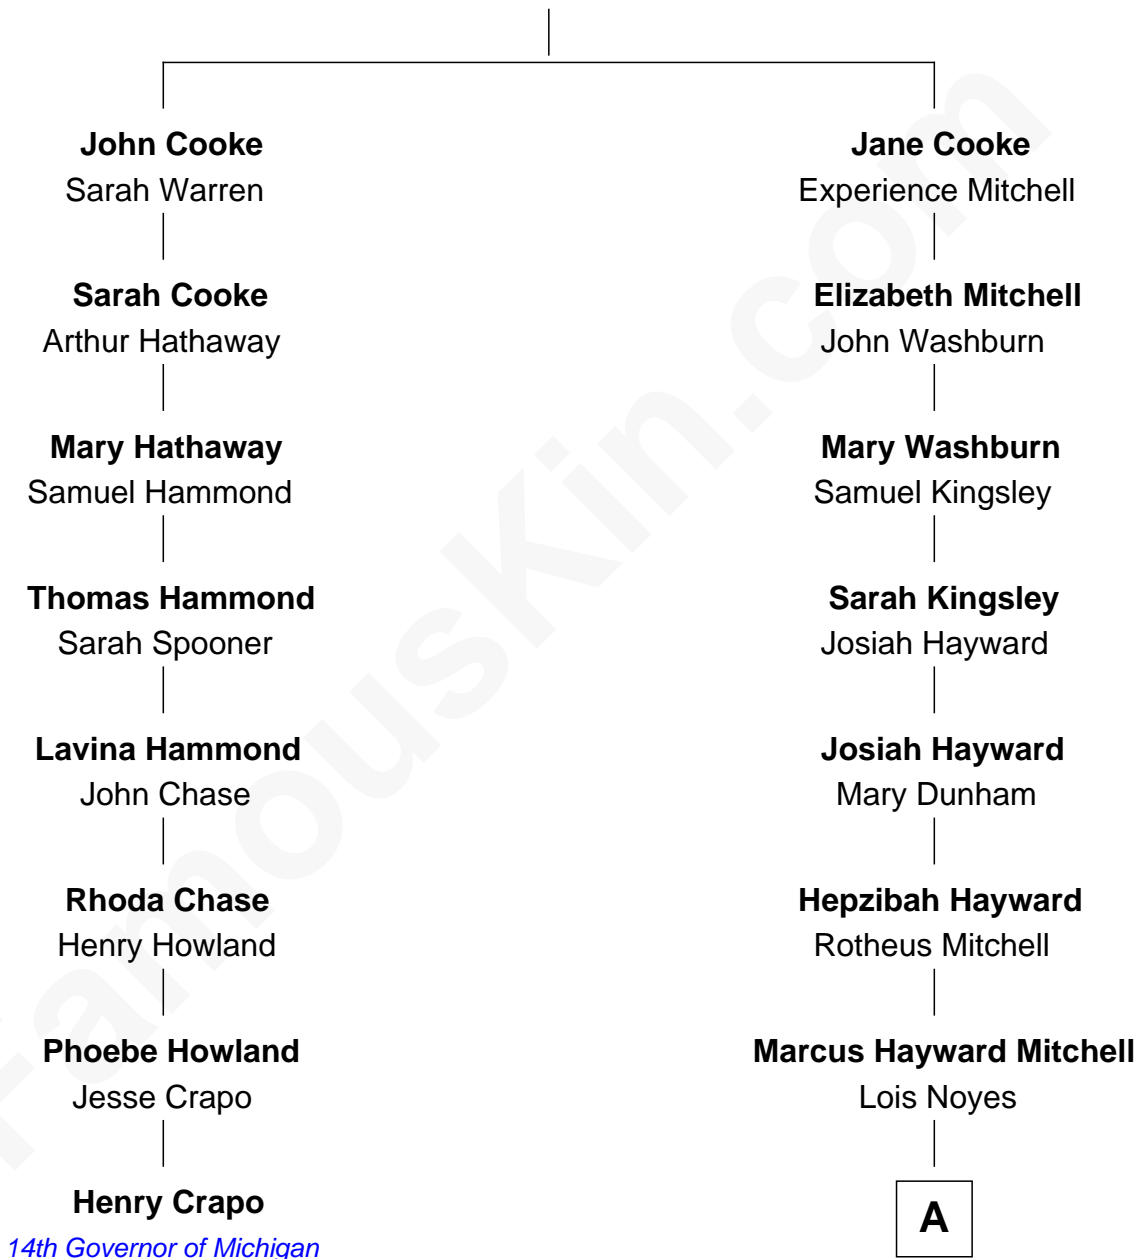 John Cooke
Sarah Warren
Sarah Cooke
Arthur Hathaway
Mary Hathaway
Samuel Hammond
Thomas Hammond
Sarah Spooner
Lavina Hammond
John Chase
Rhoda Chase
Henry Howland
Phoebe Howland
Jesse Crapo
Henry Crapo
14th Governor of Michigan
Jane Cooke
Experience Mitchell
Elizabeth Mitchell
John Washburn
Mary Washburn
Samuel Kingsley
Sarah Kingsley
Josiah Hayward
Josiah Hayward
Mary Dunham
Hepzibah Hayward
Rotheus Mitchell
Marcus Hayward Mitchell
Lois Noyes
A
FamousKin.com